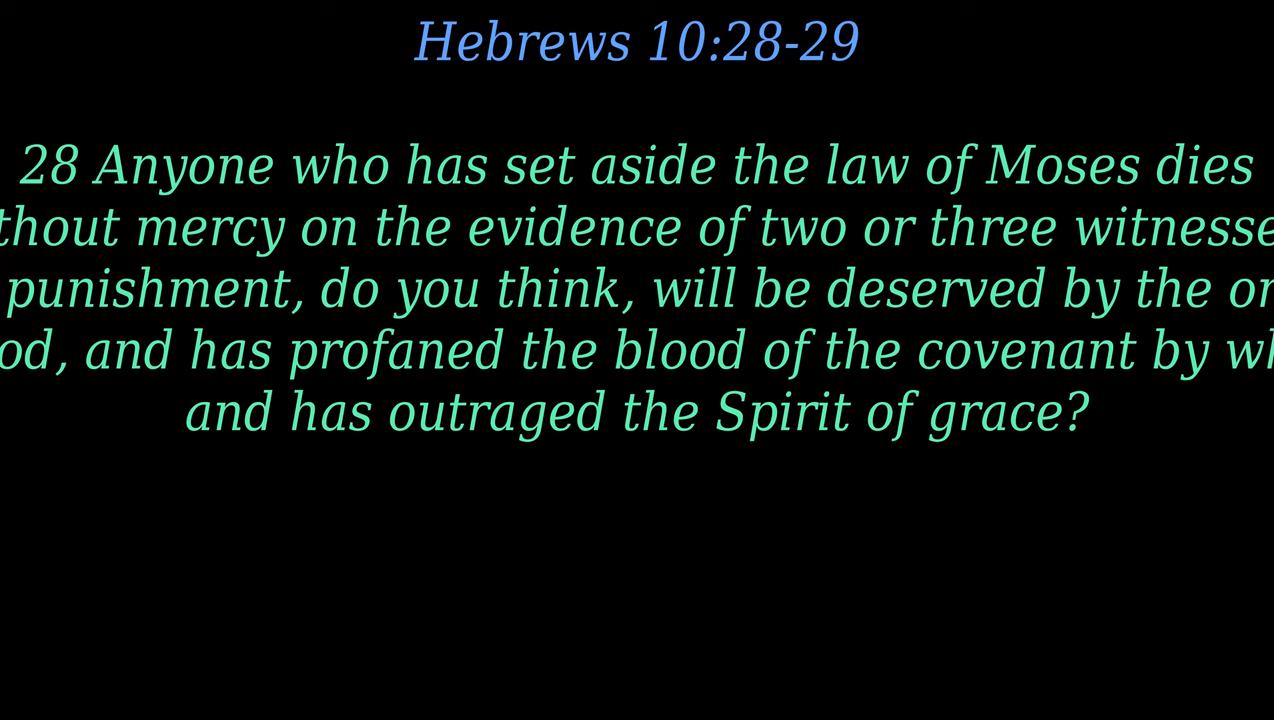 Hebrews 10:28-29
28 Anyone who has set aside the law of Moses dies
thout mercy on the evidence of two or three witnesse
punishment, do you think, will be deserved by the
od, and has profaned the blood of the covenant by
and has outraged the Spirit of grace?